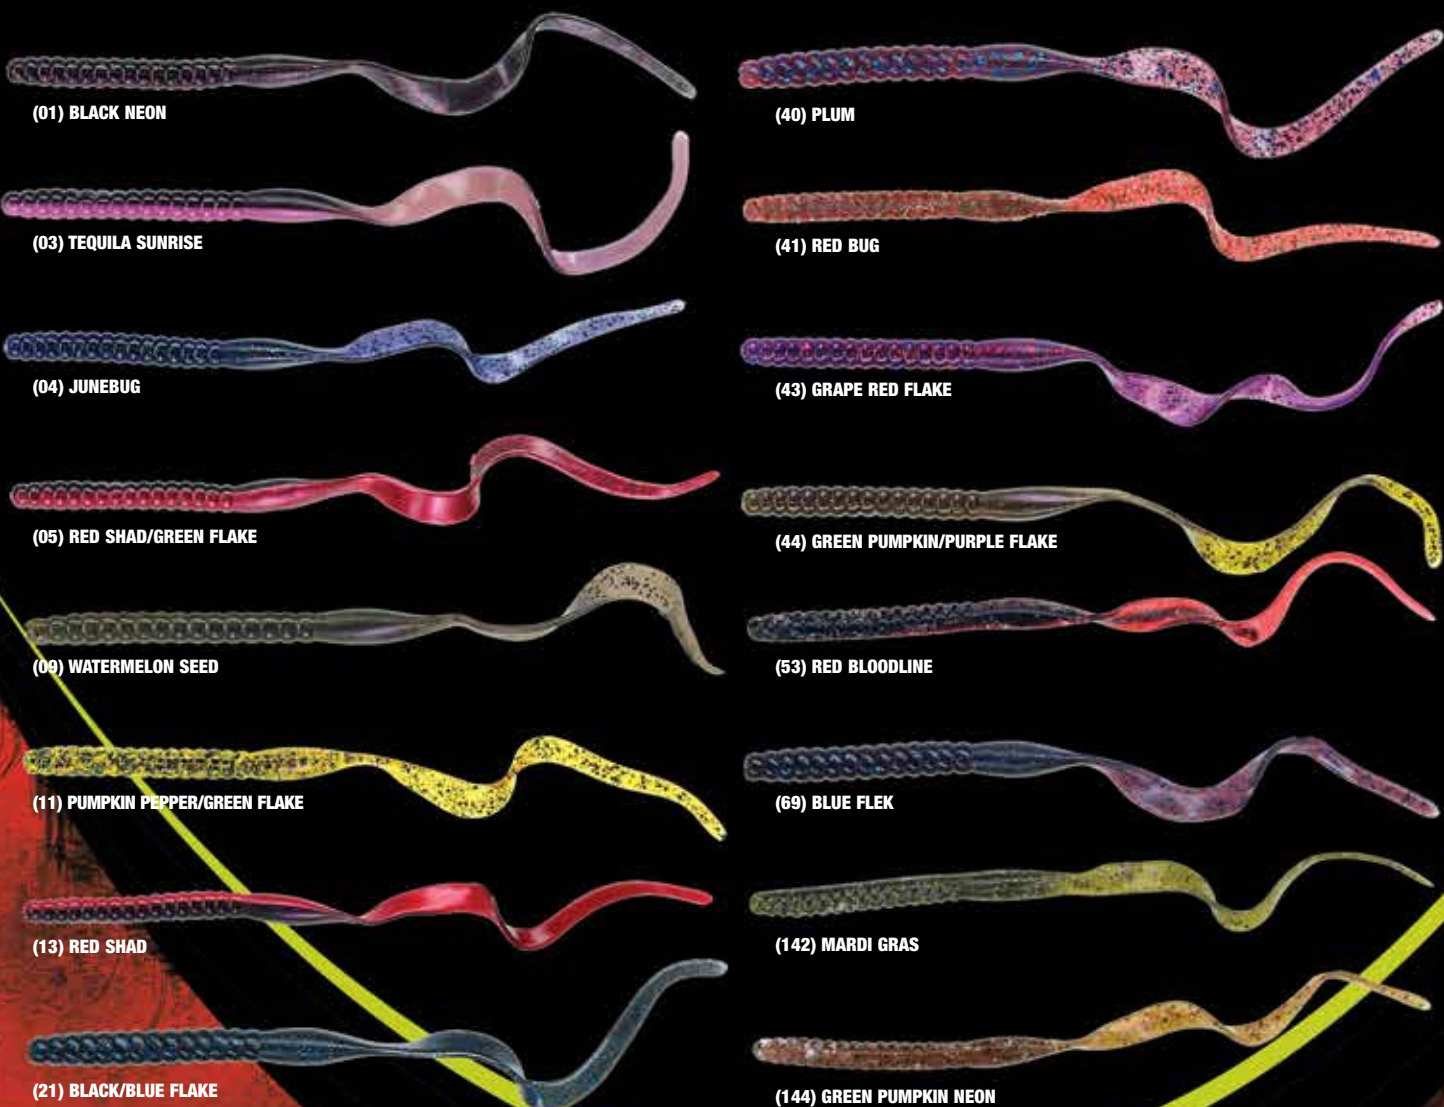 (01) BLACK NEON
(03) TEQUILA SUNRISE
(04) JUNEBUG
(05) RED SHAD/GREEN FLAKE
(09) WATERMELON SEED
(11) PUMPKIN PEPPER/GREEN FLAKE
(13) RED SHAD
(21) BLACK/BLUE FLAKE
(40) PLUM
(41) RED BUG
(43) GRAPE RED FLAKE
(44) GREEN PUMPKIN/PURPLE FLAKE
(53) RED BLOODLINE
(69) BLUE FLEK
(142) MARDI GRAS
(144) GREEN PUMPKIN NEON